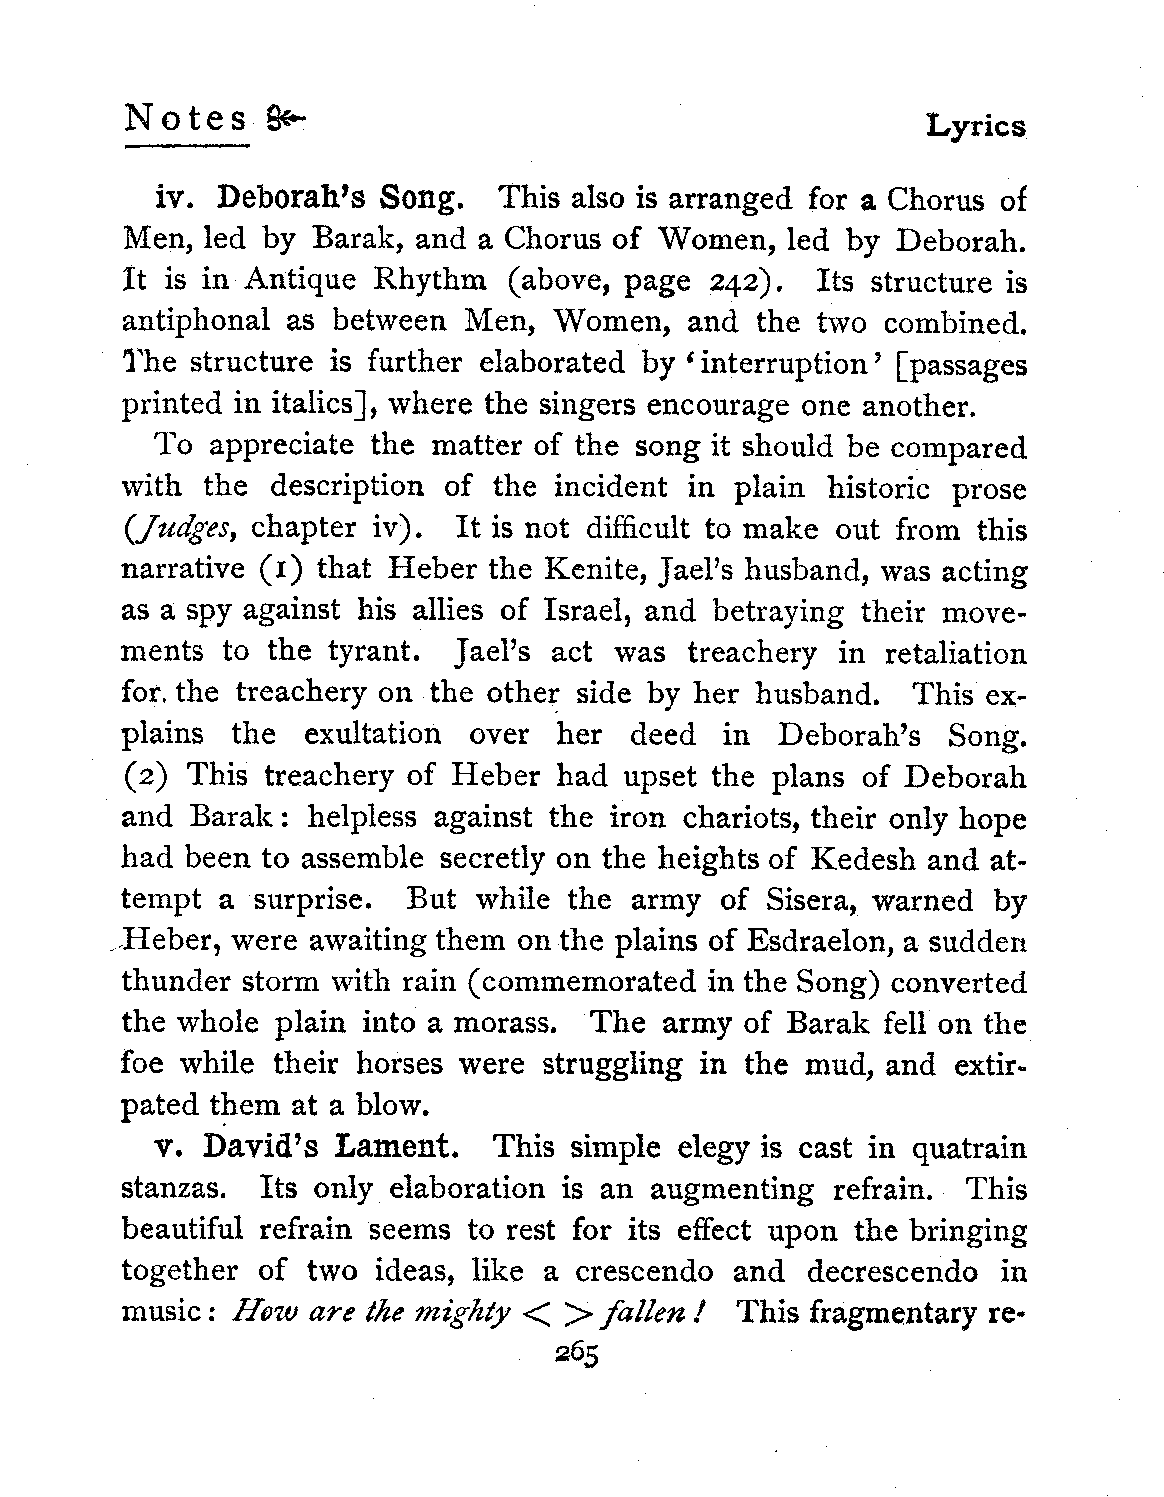 Notes
Lyrics
iv. Deborah's Song. This also is arranged for a Chorus of
Men, led by Barak, and a Chorus of Women, led by Deborah.
It is in Antique Rhythm (above, page 242). Its structure is
antiphonal as between Men, Women, and the two combined.
The structure is further elaborated by 'interruption' [passages
printed in italics], where the singers encourage one another.
To appreciate the matter of the song it should be compared
with the description of the incident in plain historic prose
(Judges, chapter iv). It is not difficult to make out from this
narrative (1) that Heber the Kenite, Jael's husband, was acting
as a spy against his allies of Israel, and betraying their move-
ments to the tyrant. Jael's act was treachery in retaliation
for the treachery on the other side by her husband. This ex-
plains the exultation over her deed in Deborah's Song.
(2) This treachery of Heber had upset the plans of Deborah
and Barak: helpless against the iron chariots, their only hope
had been to assemble secretly on the heights of Kedesh and at-
tempt a surprise. But while the army of Sisera, warned by
Heber, were awaiting them on the plains of Esdraelon, a sudden
thunder storm with rain (commemorated in the Song) converted
the whole plain into a morass. The army of Barak fell on the
foe while their horses were struggling in the mud, and extir-
pated them at a blow.
v. David's Lament. This simple elegy is cast in quatrain
stanzas. Its only elaboration is an augmenting refrain. This
beautiful refrain seems to rest for its effect upon the bringing
together of two ideas, like a crescendo and decrescendo in
music: How are the mighty < > fallen! This fragmentary re-
265